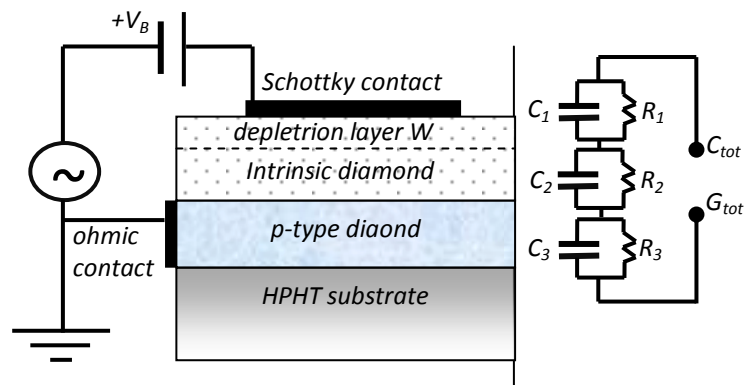 +V_B
Schottky contact
depletrion layer W
Intrinsic diamond
p-type diaond
HPHT substrate
ohmic
contact
~
C_1
R_1
C_2
R_2
C_3
R_3
C_tot
G_tot